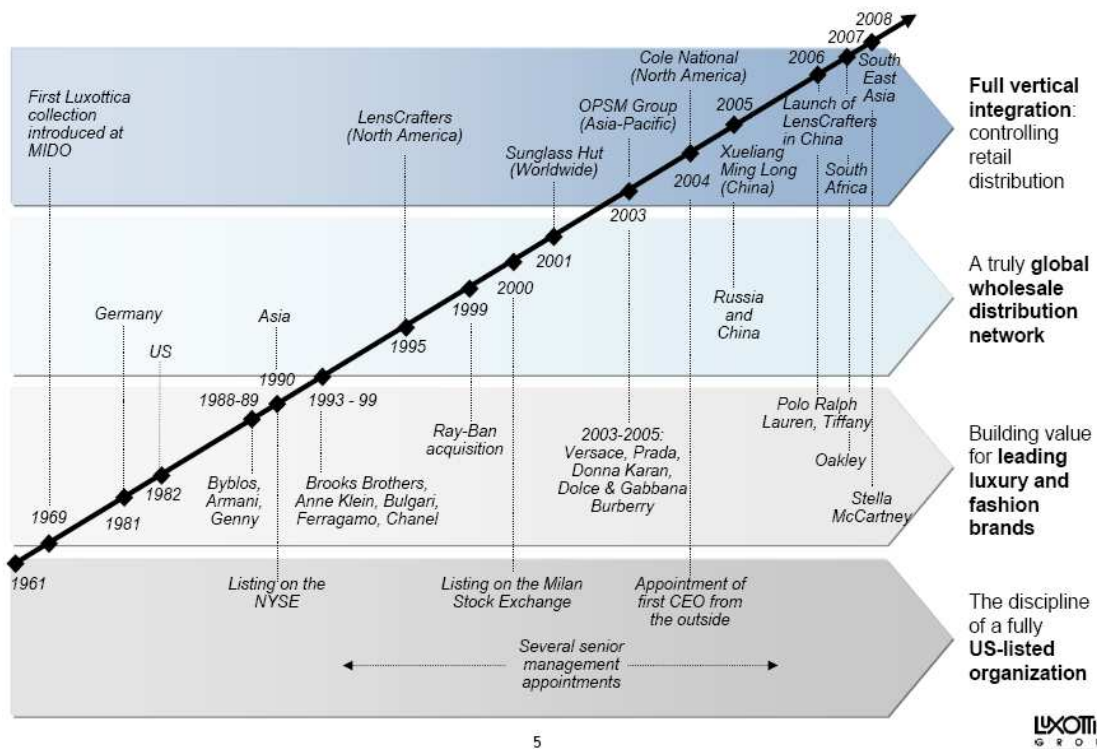 2008
2007
2006
South
East
Asia
Cole National
(North America)
First Luxottica
collection
introduced at
MIDO
LensCrafters
(North America)
OPSM Group
(Asia-Pacific)
2005
Launch of
LensCrafters
in China
Sunglass Hut
(Worldwide)
Xueliang
Ming Long
(China)
2004
South
Africa
2003
Full vertical
integration:
controlling
retail
distribution
2001
2000
1999
Germany
Asia
US
1995
Russia
and
China
A truly global
wholesale
distribution
network
1990
1988-89
1993 - 99
Polo Ralph
Lauren, Tiffany
Ray-Ban
acquisition
2003-2005:
Versace, Prada,
Donna Karan,
Dolce & Gabbana
Burberry
Oakley
Byblos,
Armani,
Genny
Brooks Brothers,
Anne Klein, Bulgari,
Ferragamo, Chanel
Stella
McCartney
1982
1981
1969
1961
Building value
for leading
luxury and
fashion
brands
Listing on the
NYSE
Listing on the Milan
Stock Exchange
Appointment of
first CEO from
the outside
Several senior
management
appointments
The discipline
of a fully
US-listed
organization
5
LUXOTTI
GRO